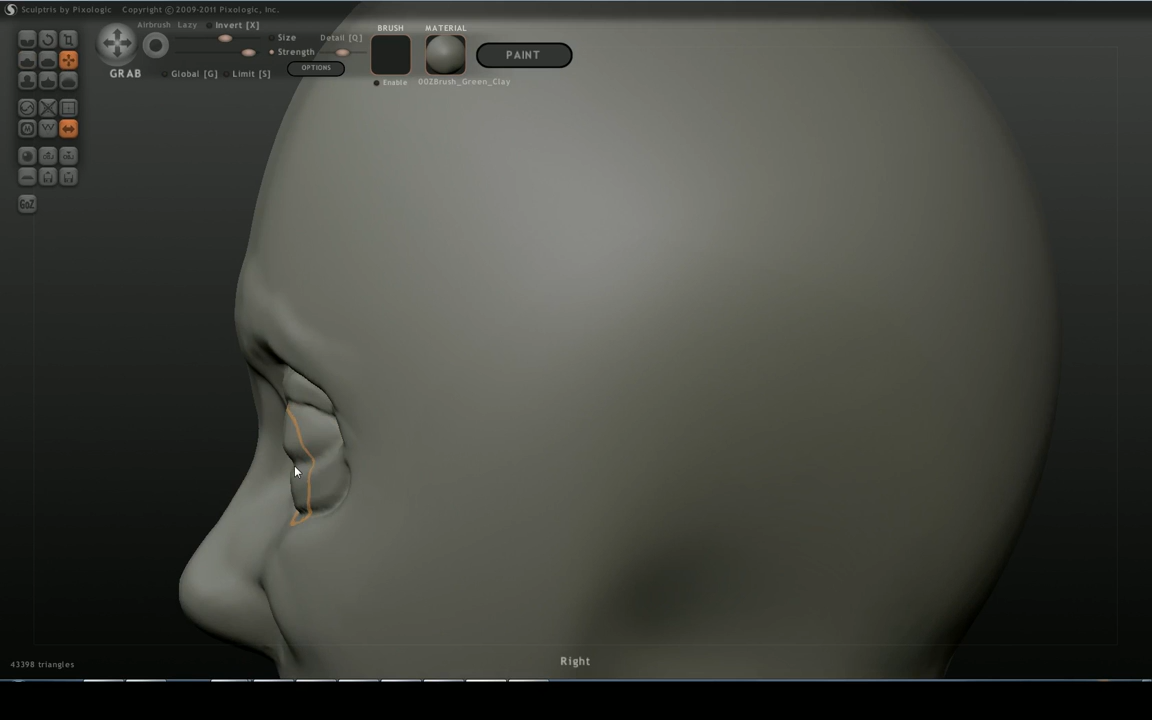 Sculptris by Pixologic Copyright © 2009-2011 Pixologic, Inc.
Airbrush Lazy Invert [X]
BRUSH MATERIAL
Size Detail [Q]
Strength
PAINT
GRAB Global [G] Limit [S] OPTIONS
Enable 00ZBrush_Green_Clay
GoZ
43398 triangles
Right